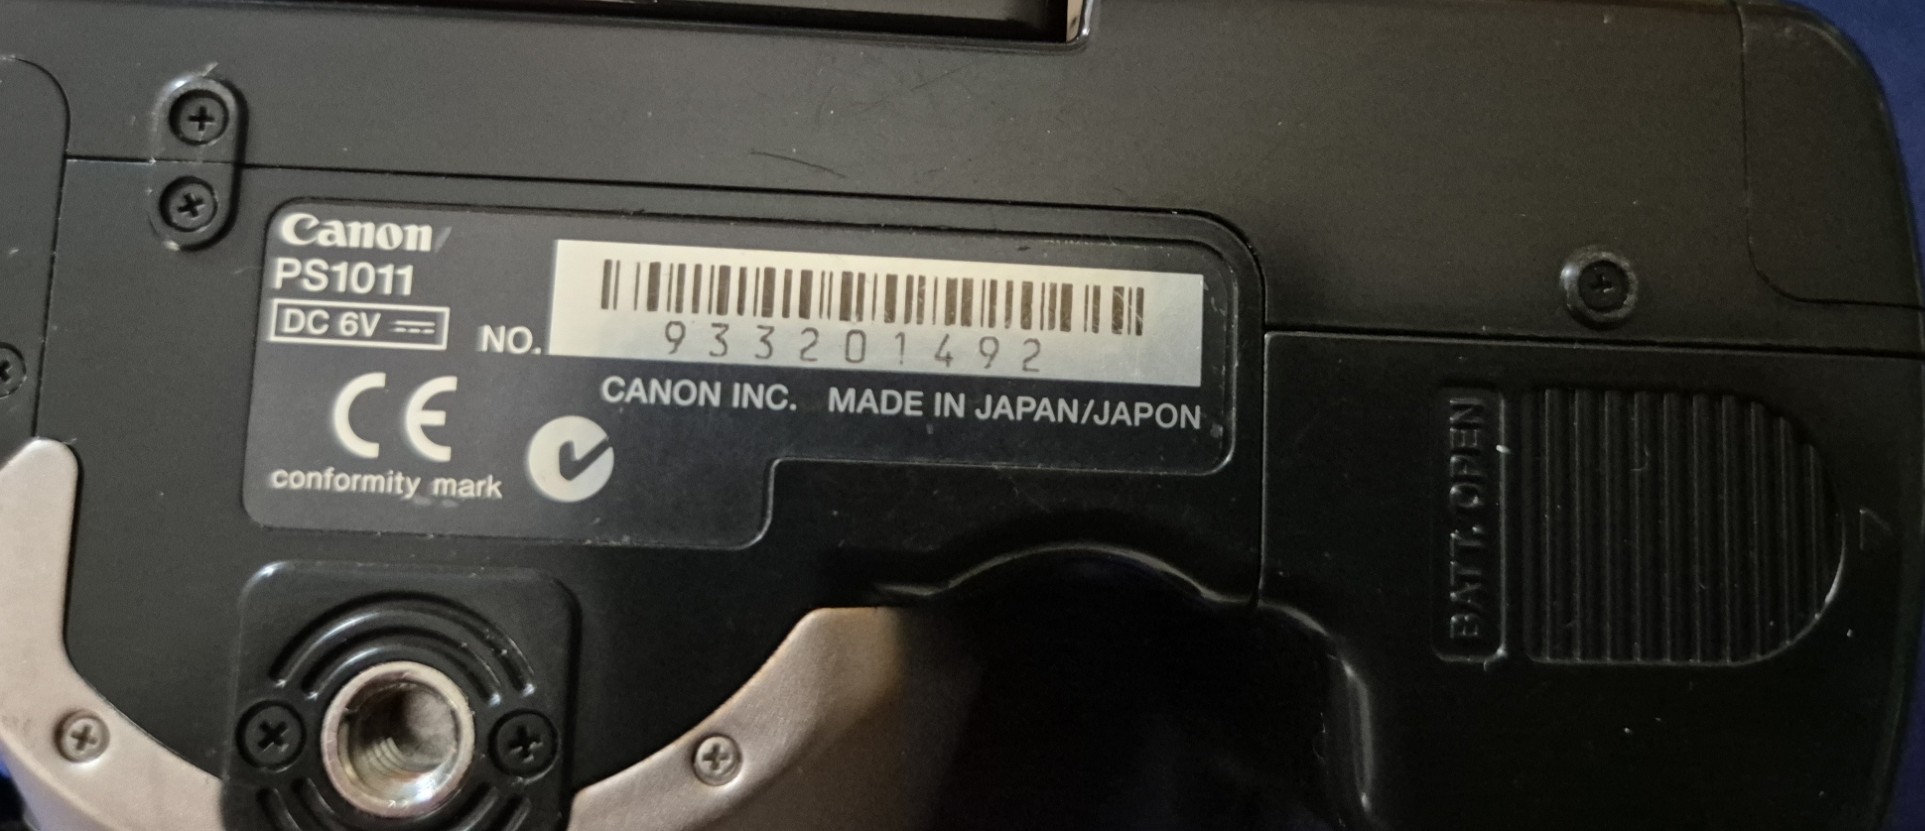 Canon
PS1011
DC 6V
NO. 933201492
CANON INC. MADE IN JAPAN/JAPON
CE
conformity mark
BATT. OPEN